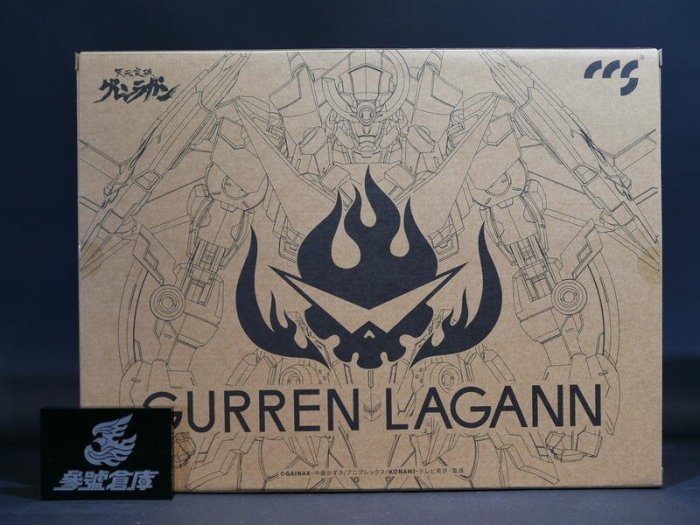 天元突破
グレンラガン
CCS
®
GURREN LAGANN
©GAINAX・中島かずき/アニプレックス・KONAMI・テレビ東京・電通
參號倉庫